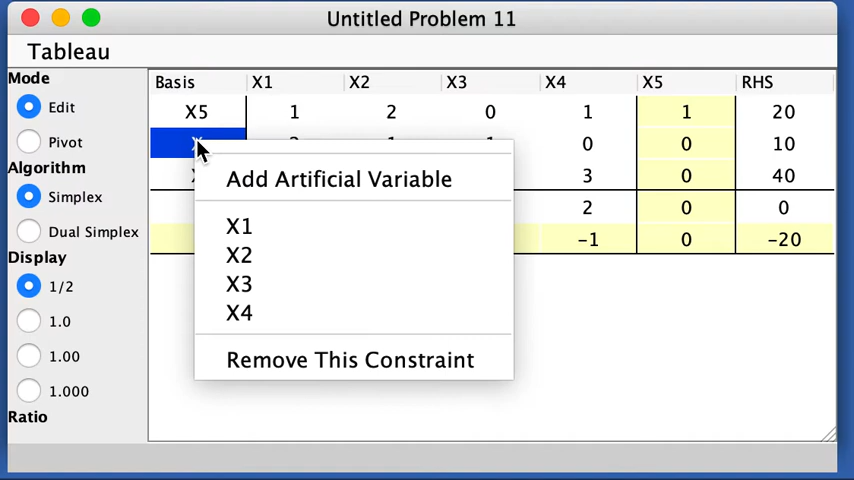 Untitled Problem 11
Tableau
Mode
Edit
Pivot
Algorithm
Simplex
Dual Simplex
Display
1/2
1.0
1.00
1.000
Ratio
Basis X1 X2 X3 X4 X5 RHS
X5 1 2 0 1 1 20
0 0 10
3 0 40
2 0 0
-1 0 -20
Add Artificial Variable
X1
X2
X3
X4
Remove This Constraint